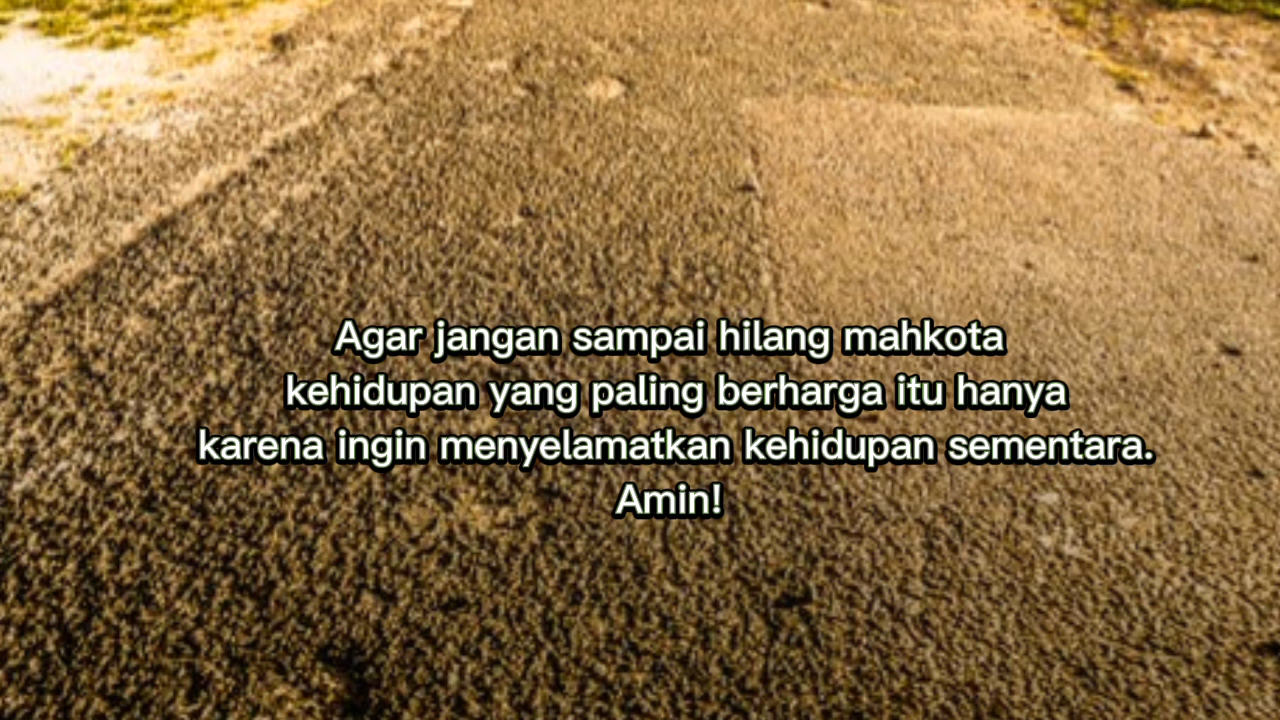 Agar jangan sampai hilang mahkota
kehidupan yang paling berharga itu hanya
karena ingin menyelamatkan kehidupan sementara.
Amin!